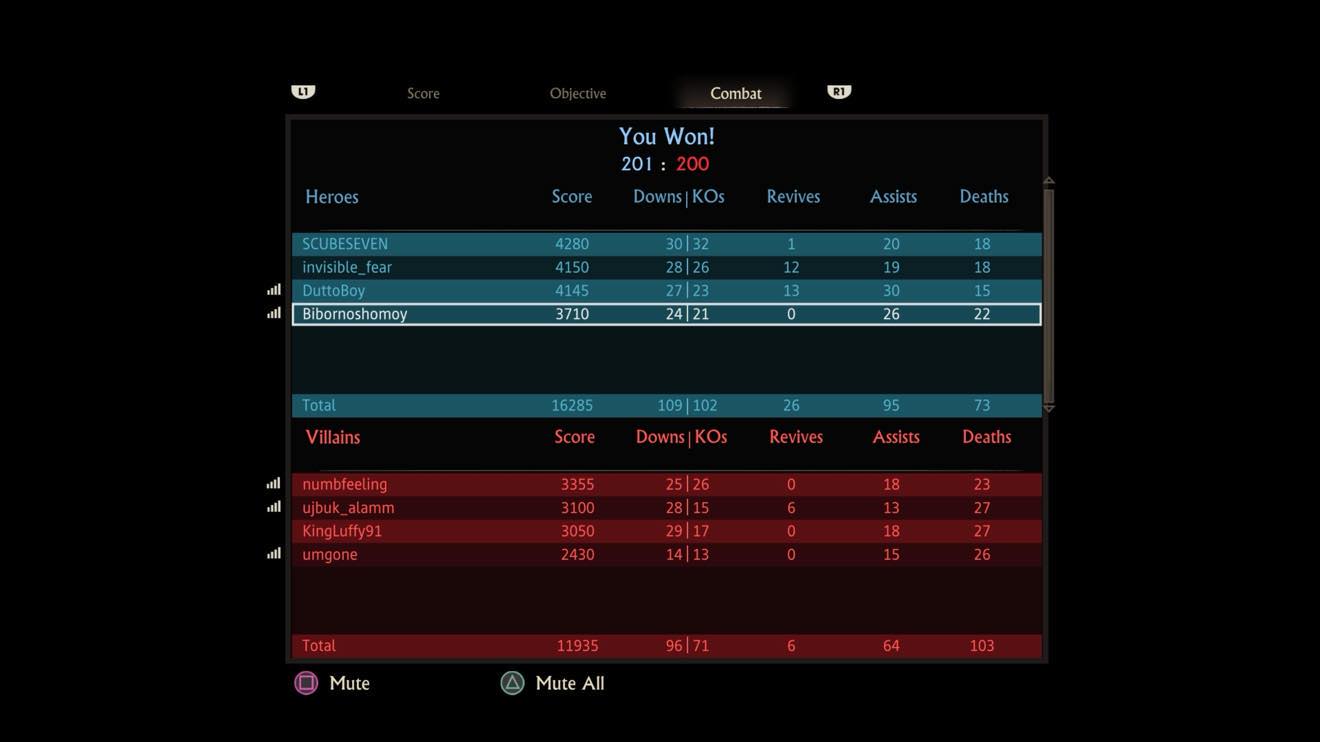 L1 Score Objective Combat R1
You Won!
201 : 200
Heroes Score Downs|KOs Revives Assists Deaths
SCUBESEVEN 4280 30|32 1 20 18
invisible_fear 4150 28|26 12 19 18
DuttoBoy 4145 27|23 13 30 15
Bibornoshomoy 3710 24|21 0 26 22
Total 16285 109|102 26 95 73
Villains Score Downs|KOs Revives Assists Deaths
numbfeeling 3355 25|26 0 18 23
ujbuk_alamm 3100 28|15 6 13 27
KingLuffy91 3050 29|17 0 18 27
umgone 2430 14|13 0 15 26
Total 11935 96|71 6 64 103
Mute Mute All